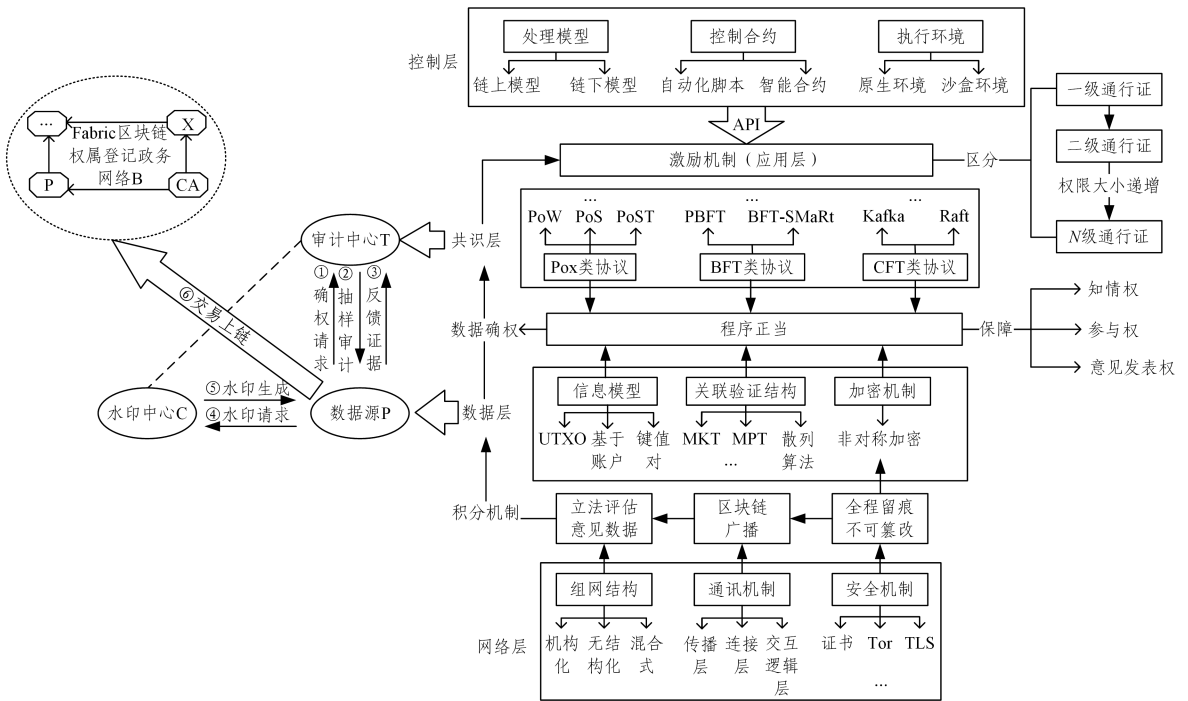 处理模型
控制合约
执行环境
控制层
链上模型
链下模型
自动化脚本
智能合约
原生环境
沙盒环境
一级通行证
API
二级通行证
权限大小递增
N级通行证
激励机制（应用层）
区分
...
X
Fabric区块链
权属登记政务
网络B
P
CA
...
...
...
PoW
PoS
PoST
PBFT
BFT-SMaRt
Kafka
Raft
Pox类协议
BFT类协议
CFT类协议
审计中心T
共识层
①
确权请求
②
抽样审计
③
反馈证据
⑥交易上链
数据确权
程序正当
保障
知情权
参与权
意见发表权
水印中心C
⑤水印生成
④水印请求
数据源P
数据层
信息模型
关联验证结构
加密机制
UTXO
基于
账户
键值
对
MKT
MPT
散列
算法
...
非对称加密
积分机制
立法评估
意见数据
区块链
广播
全程留痕
不可篡改
组网结构
通讯机制
安全机制
网络层
机构
化
无结
构化
混合
式
传播
层
连接
层
交互
逻辑
层
证书
Tor
TLS
...